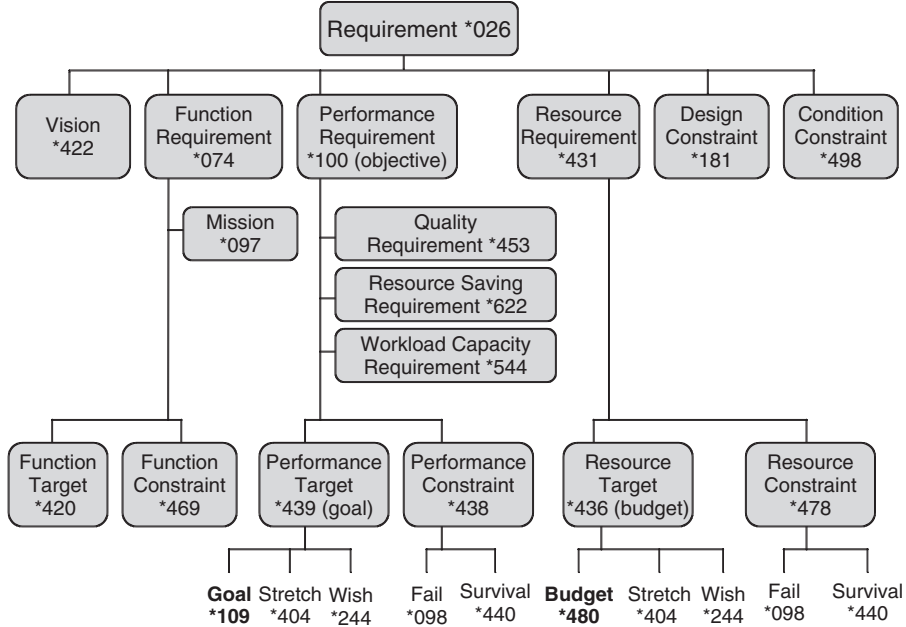 Requirement *026
Vision
*422
Function
Requirement
*074
Performance
Requirement
*100 (objective)
Resource
Requirement
*431
Design
Constraint
*181
Condition
Constraint
*498
Mission
*097
Quality
Requirement *453
Resource Saving
Requirement *622
Workload Capacity
Requirement *544
Function
Target
*420
Function
Constraint
*469
Performance
Target
*439 (goal)
Performance
Constraint
*438
Resource
Target
*436 (budget)
Resource
Constraint
*478
Goal
*109
Stretch
*404
Wish
*244
Fail
*098
Survival
*440
Budget
*480
Stretch
*404
Wish
*244
Fail
*098
Survival
*440